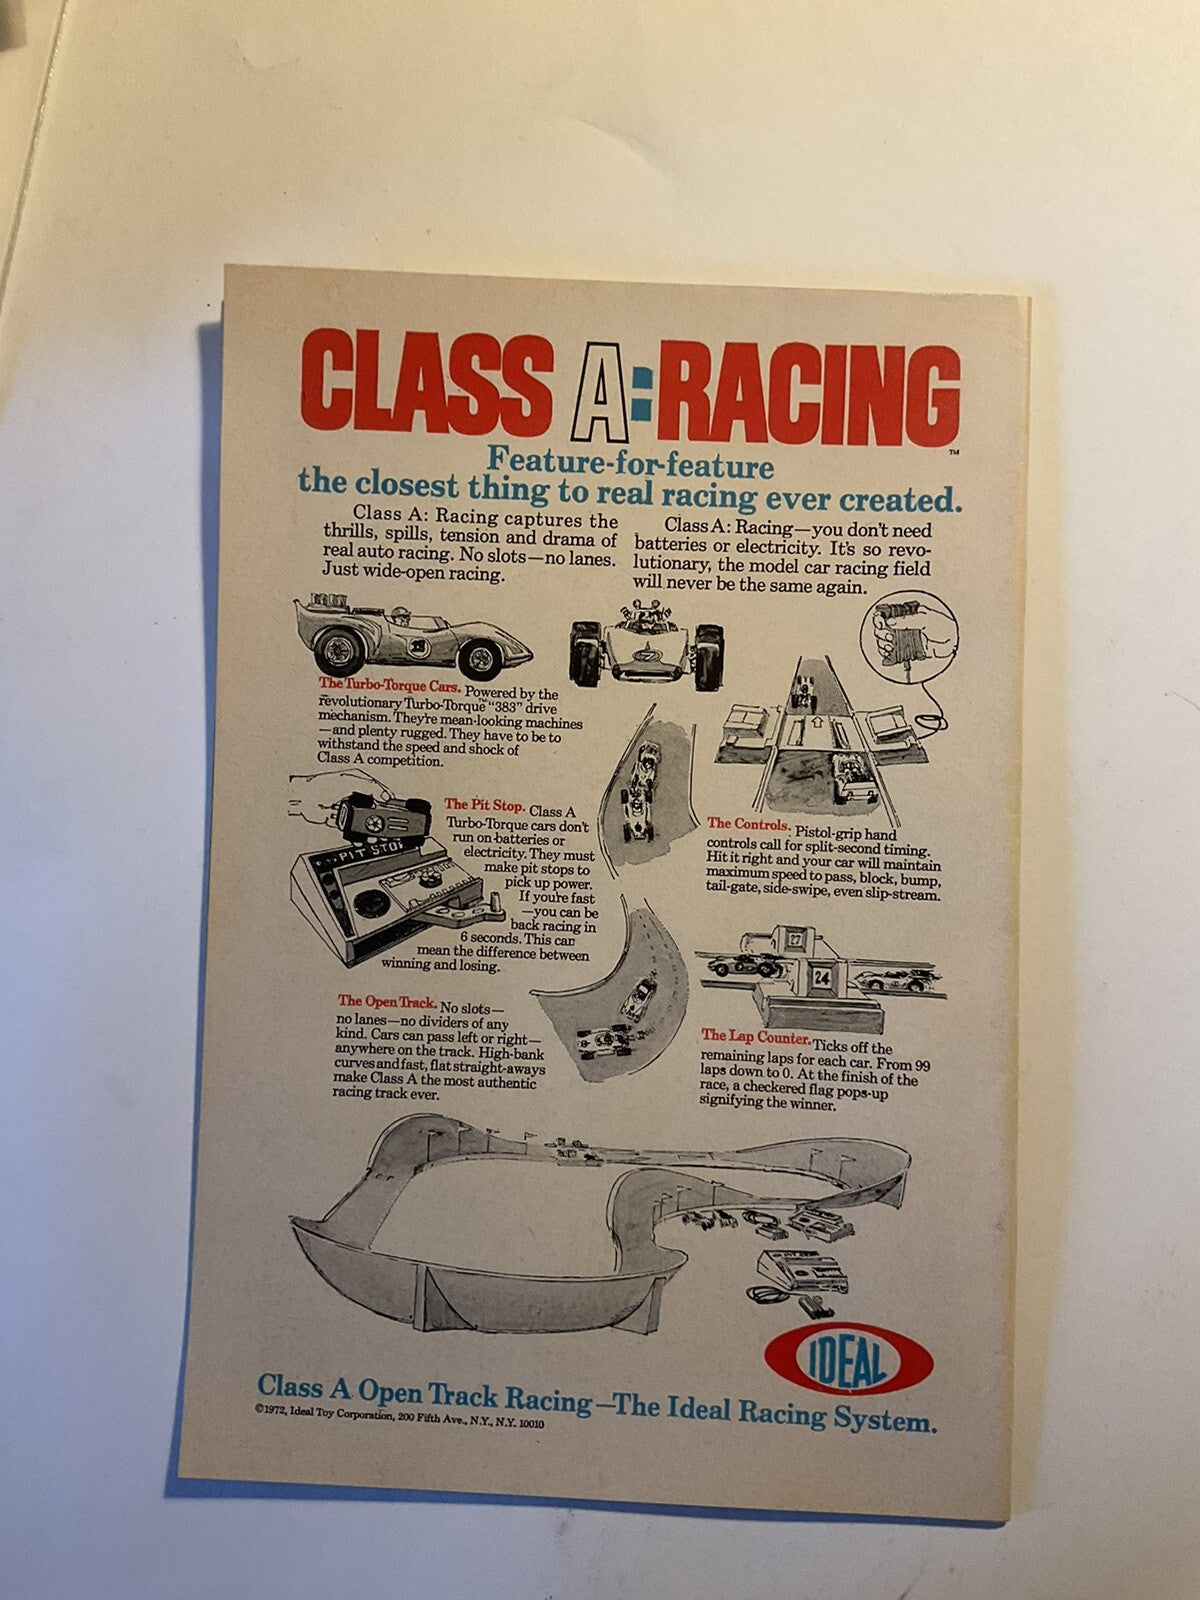 CLASS A:RACING
™
Feature-for-feature
the closest thing to real racing ever created.
Class A: Racing captures the
thrills, spills, tension and drama of
real auto racing. No slots—no lanes.
Just wide-open racing.
Class A: Racing—you don't need
batteries or electricity. It's so revo-
lutionary, the model car racing field
will never be the same again.
The Turbo-Torque Cars. Powered by the
revolutionary Turbo-Torque™ "383" drive
mechanism. They're mean-looking machines
—and plenty rugged. They have to be to
withstand the speed and shock of
Class A competition.
PIT STOP
The Pit Stop. Class A
Turbo-Torque cars don't
run on batteries or
electricity. They must
make pit stops to
pick up power.
If you're fast
—you can be
back racing in
6 seconds. This can
mean the difference between
winning and losing.
The Controls. Pistol-grip hand
controls call for split-second timing.
Hit it right and your car will maintain
maximum speed to pass, block, bump,
tail-gate, side-swipe, even slip-stream.
27
24
The Open Track. No slots—
no lanes—no dividers of any
kind. Cars can pass left or right—
anywhere on the track. High-bank
curves and fast, flat straight-aways
make Class A the most authentic
racing track ever.
The Lap Counter. Ticks off the
remaining laps for each car. From 99
laps down to 0. At the finish of the
race, a checkered flag pops-up
signifying the winner.
IDEAL
Class A Open Track Racing—The Ideal Racing System.
©1972, Ideal Toy Corporation, 200 Fifth Ave., N.Y., N.Y. 10010